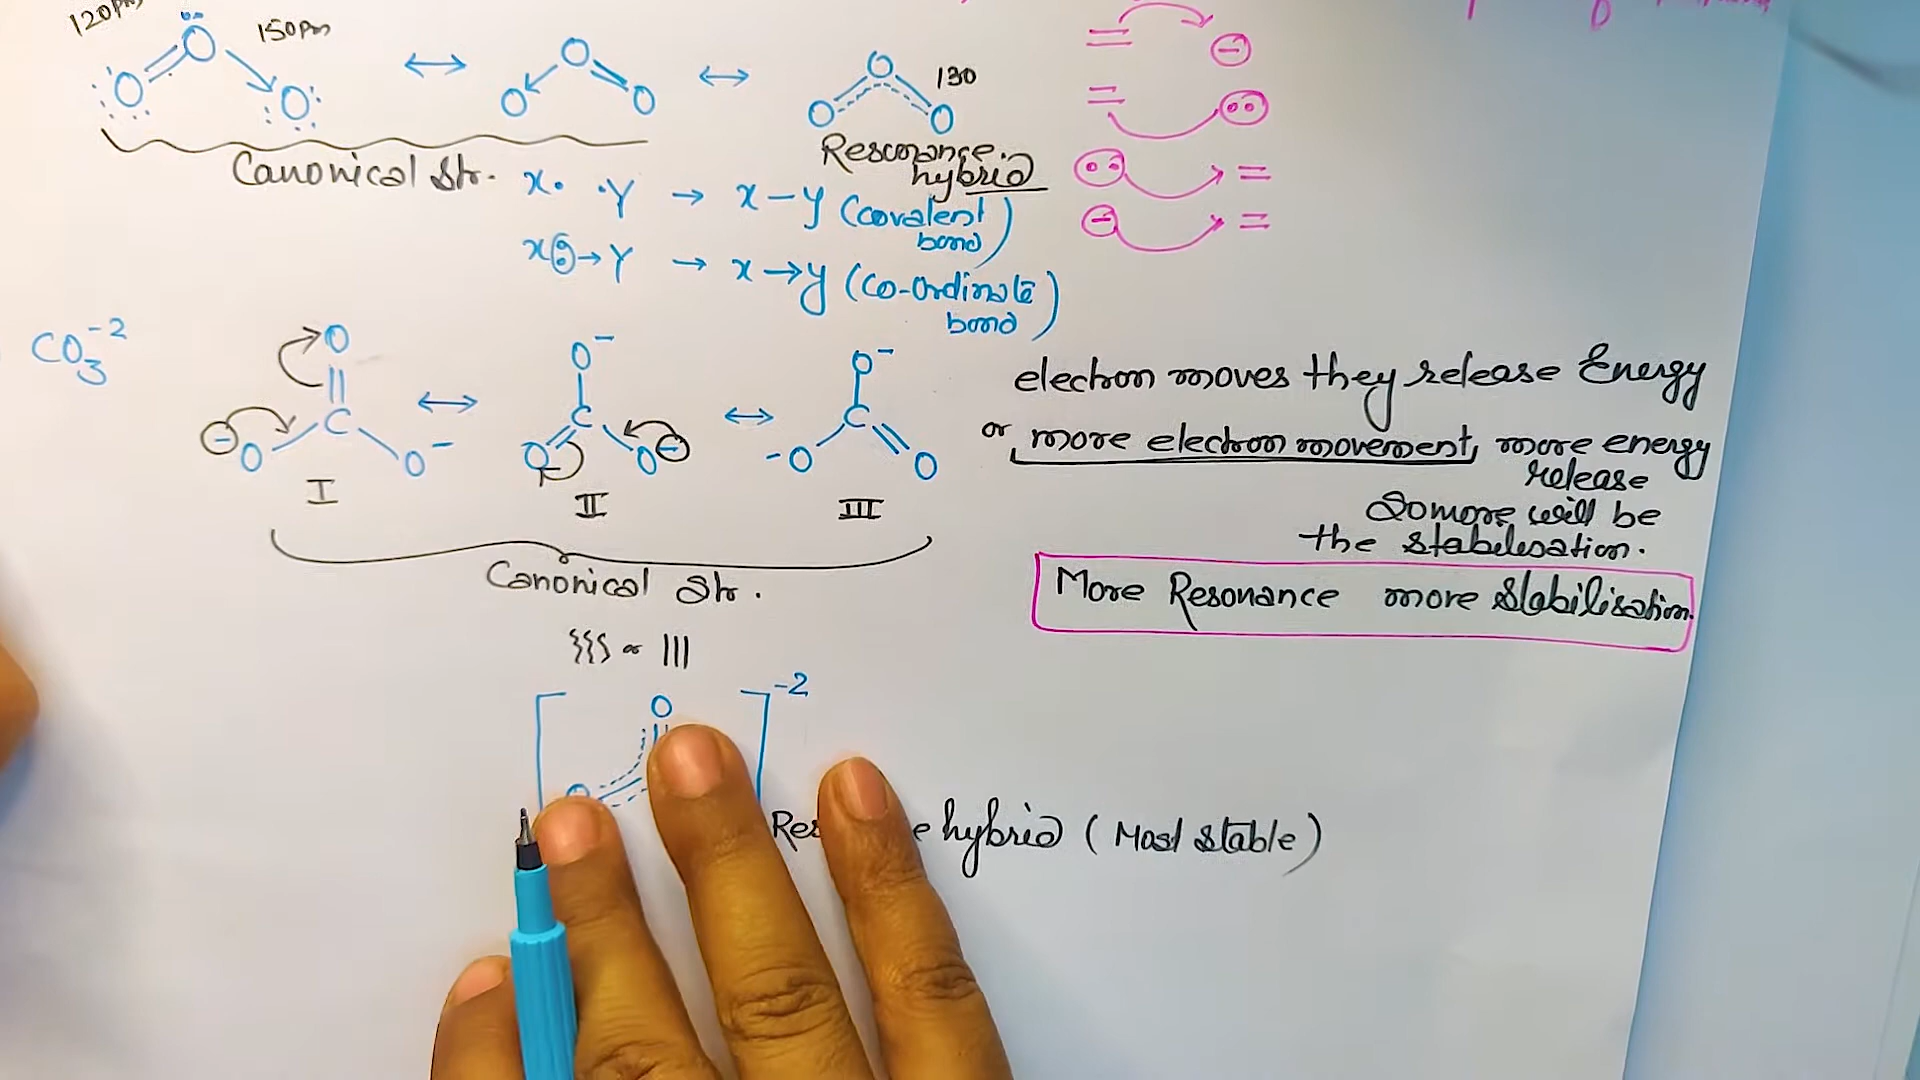 120pm
150pm
Ö
O
O
↔
O
O
O
↔
O
O
O
130
Canonical Str.
Resonance
hybrid
x· ·Y → x–y (covalent
bond)
x:→Y → x→y (Co-ordinate
bond)
= ⊖
=
=
⊖ =
CO3-2
O
C
⊖O
O-
I
↔
O-
C
O
O⊖
II
↔
O-
C
-O
O
III
Canonical Str.
or |||
electron moves they release Energy
or more electron movement, more energy
release
So more will be
the stabilisation.
More Resonance more Stabilisation.
-2
O
hybrid (Most stable)